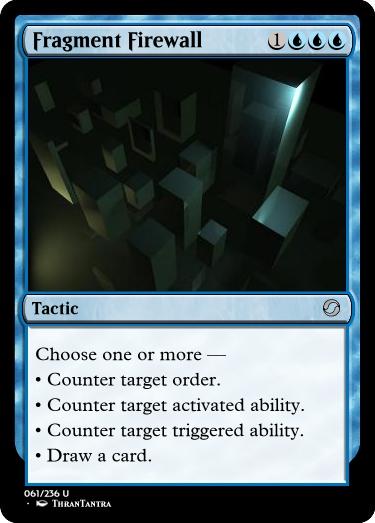 Fragment Firewall 1
Tactic
Choose one or more —
• Counter target order.
• Counter target activated ability.
• Counter target triggered ability.
• Draw a card.
061/236 U
· ThranTantra